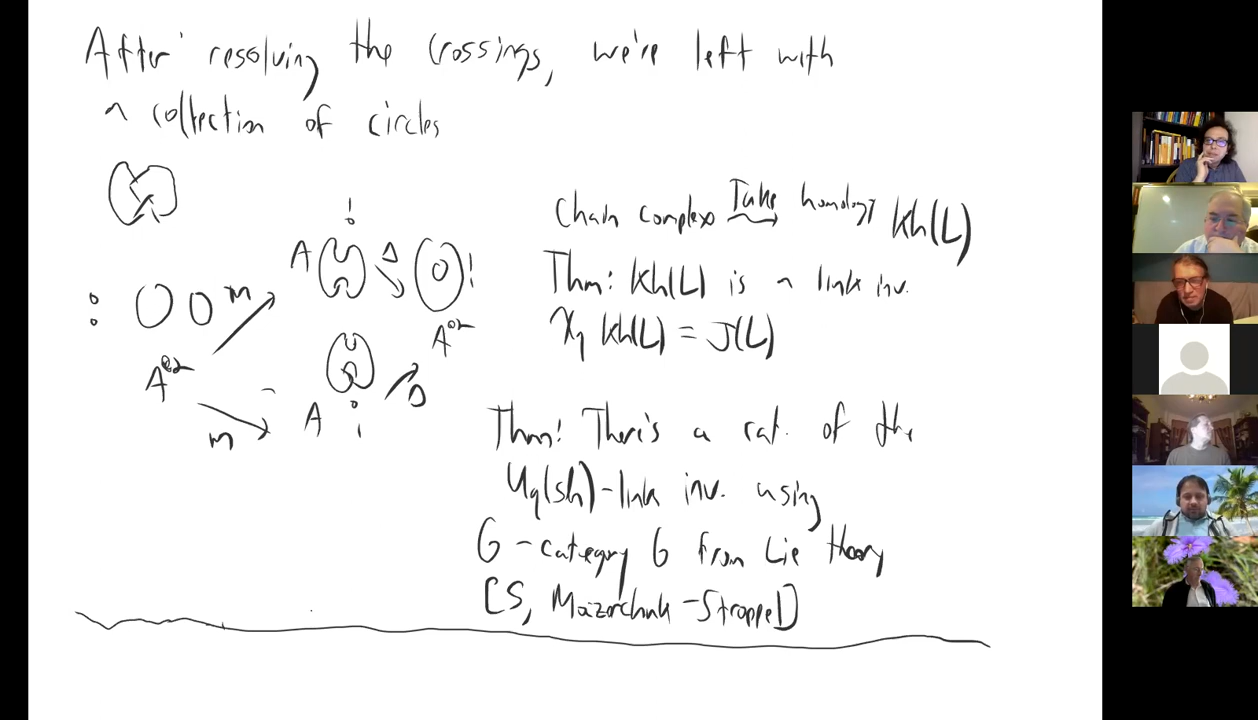 After resolving the crossings, we're left with
a collection of circles
Chain complex Take homology Kh(L)
Thm: Kh(L) is a link inv.
χq Kh(L) = J(L)
A Δ
m
A⊗2
A⊗2
m A Δ
Thm: There's a cat. of the
Uq(sln)-link inv. using
G-category G from Lie theory
[S, Mazorchuk-Stroppel]